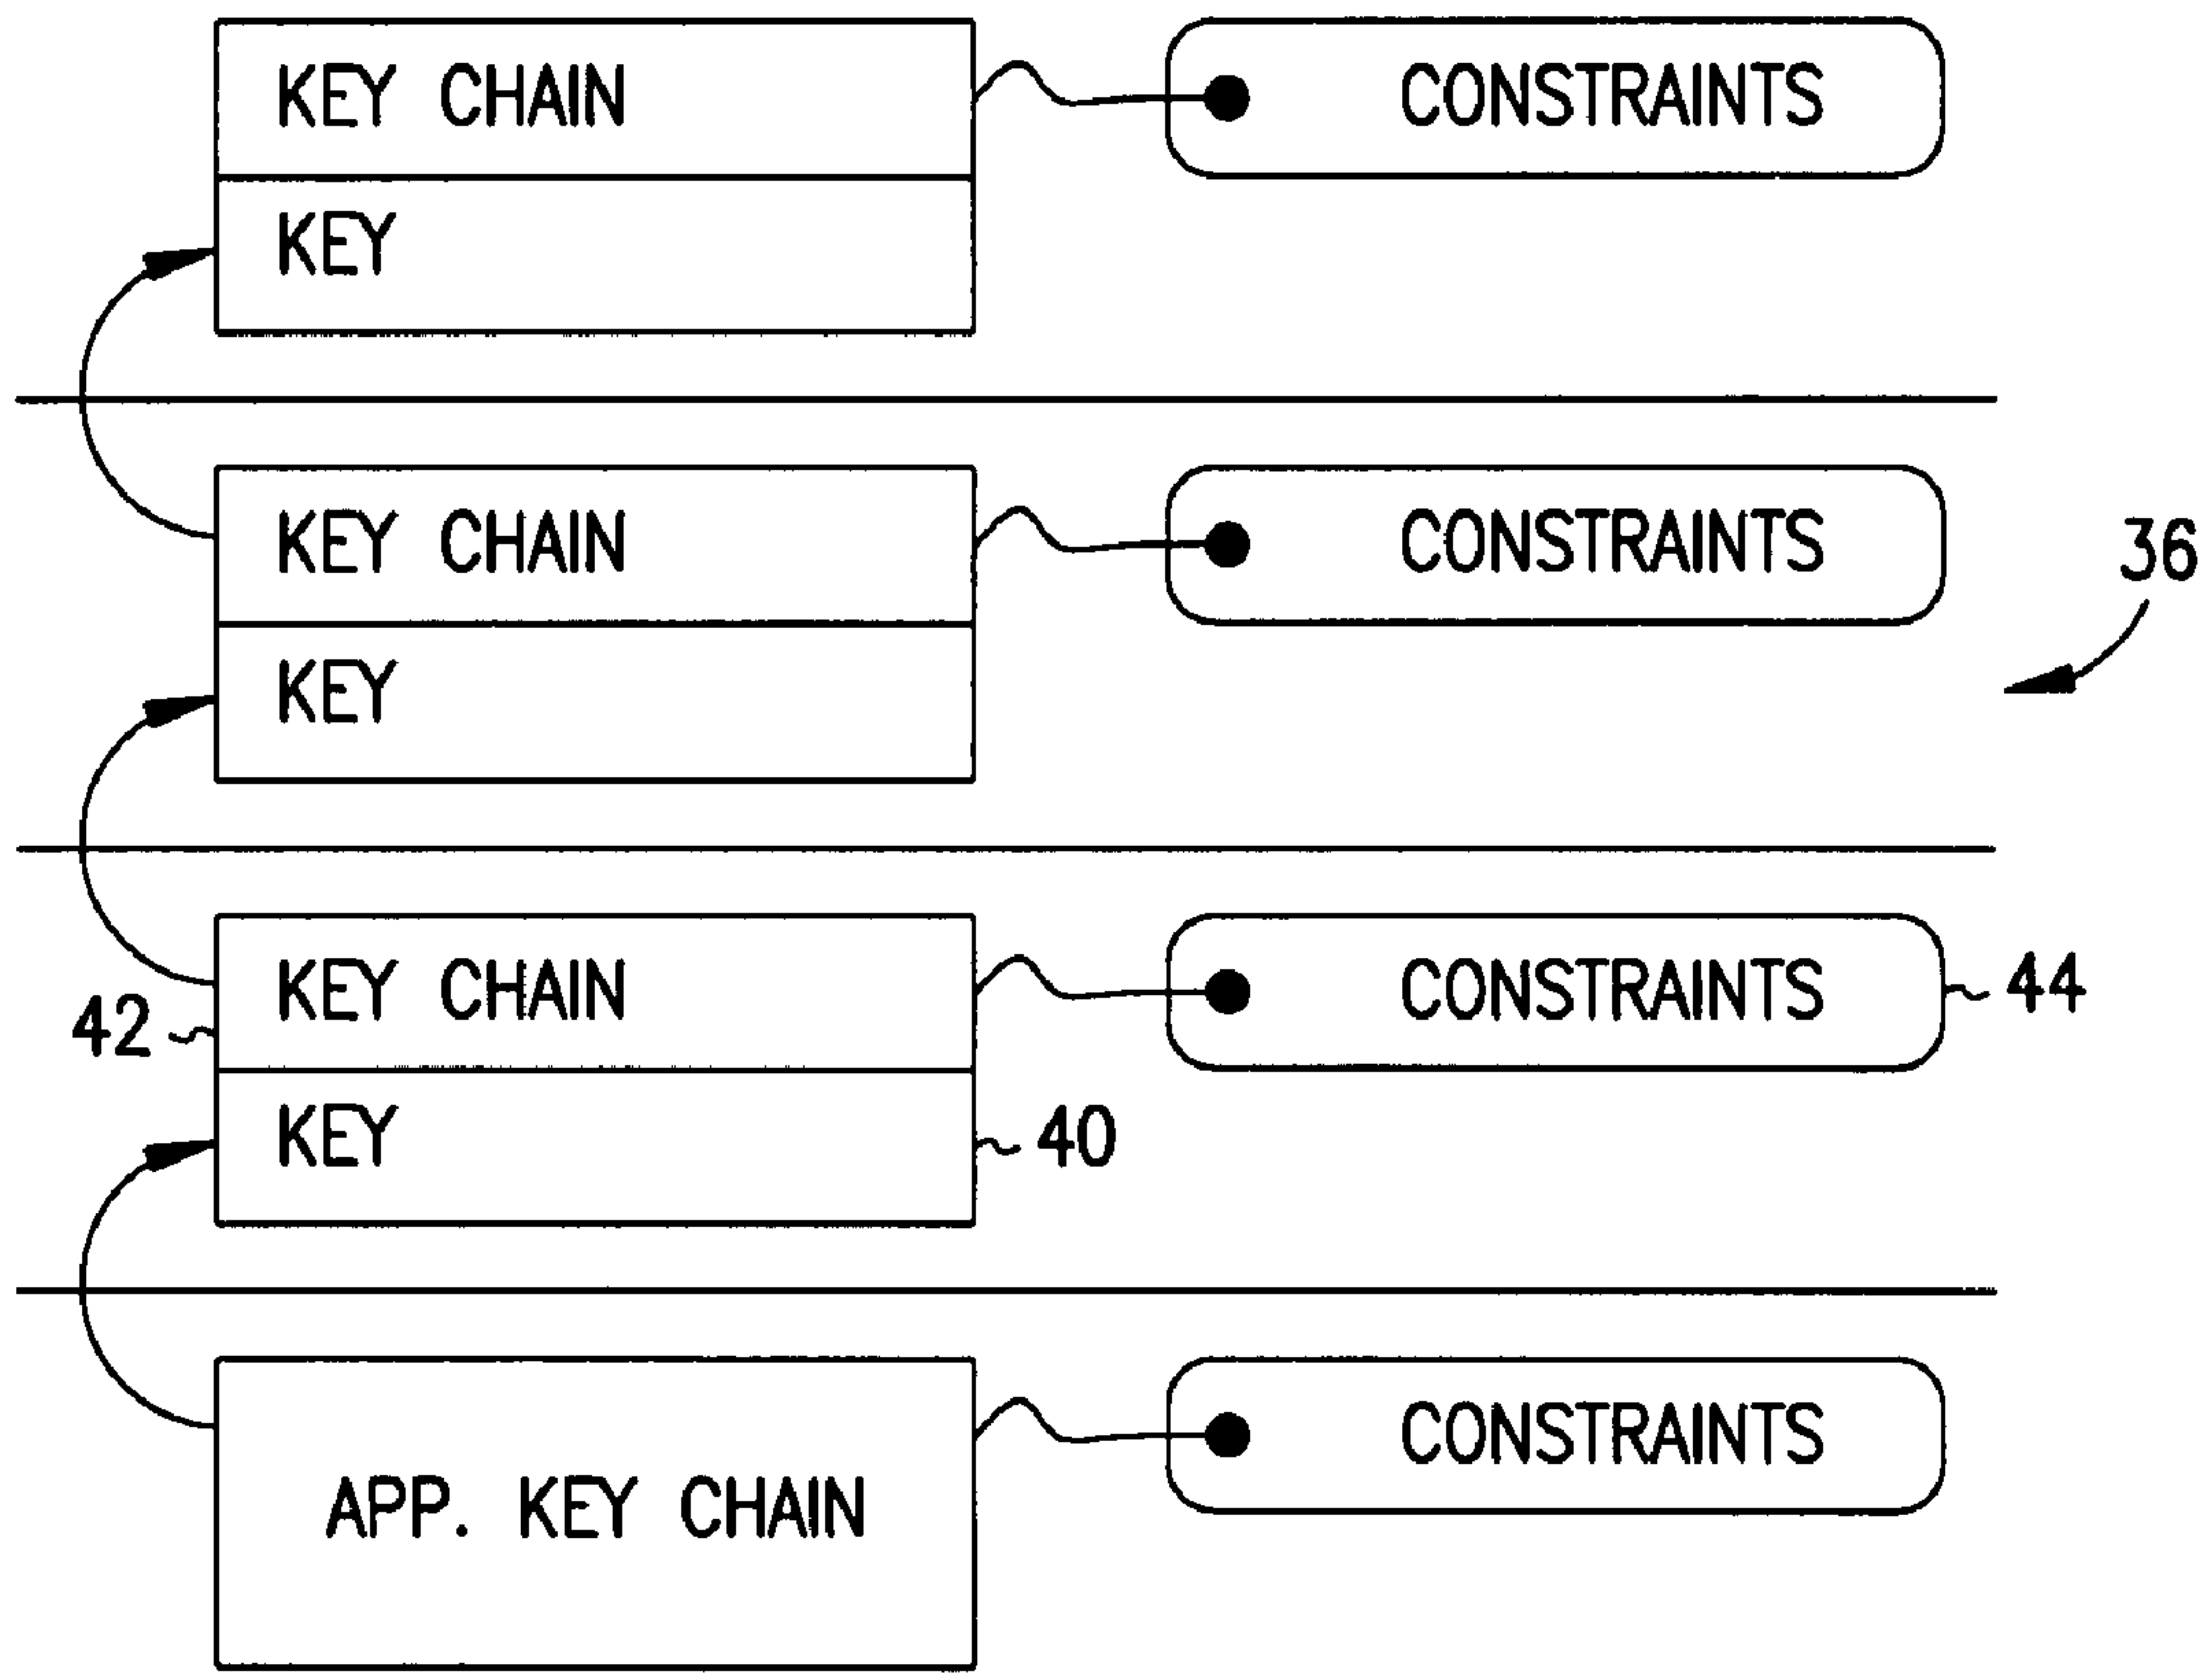 KEY CHAIN
CONSTRAINTS
KEY
KEY CHAIN
CONSTRAINTS
36
KEY
KEY CHAIN
CONSTRAINTS
44
42
KEY
40
CONSTRAINTS
APP. KEY CHAIN